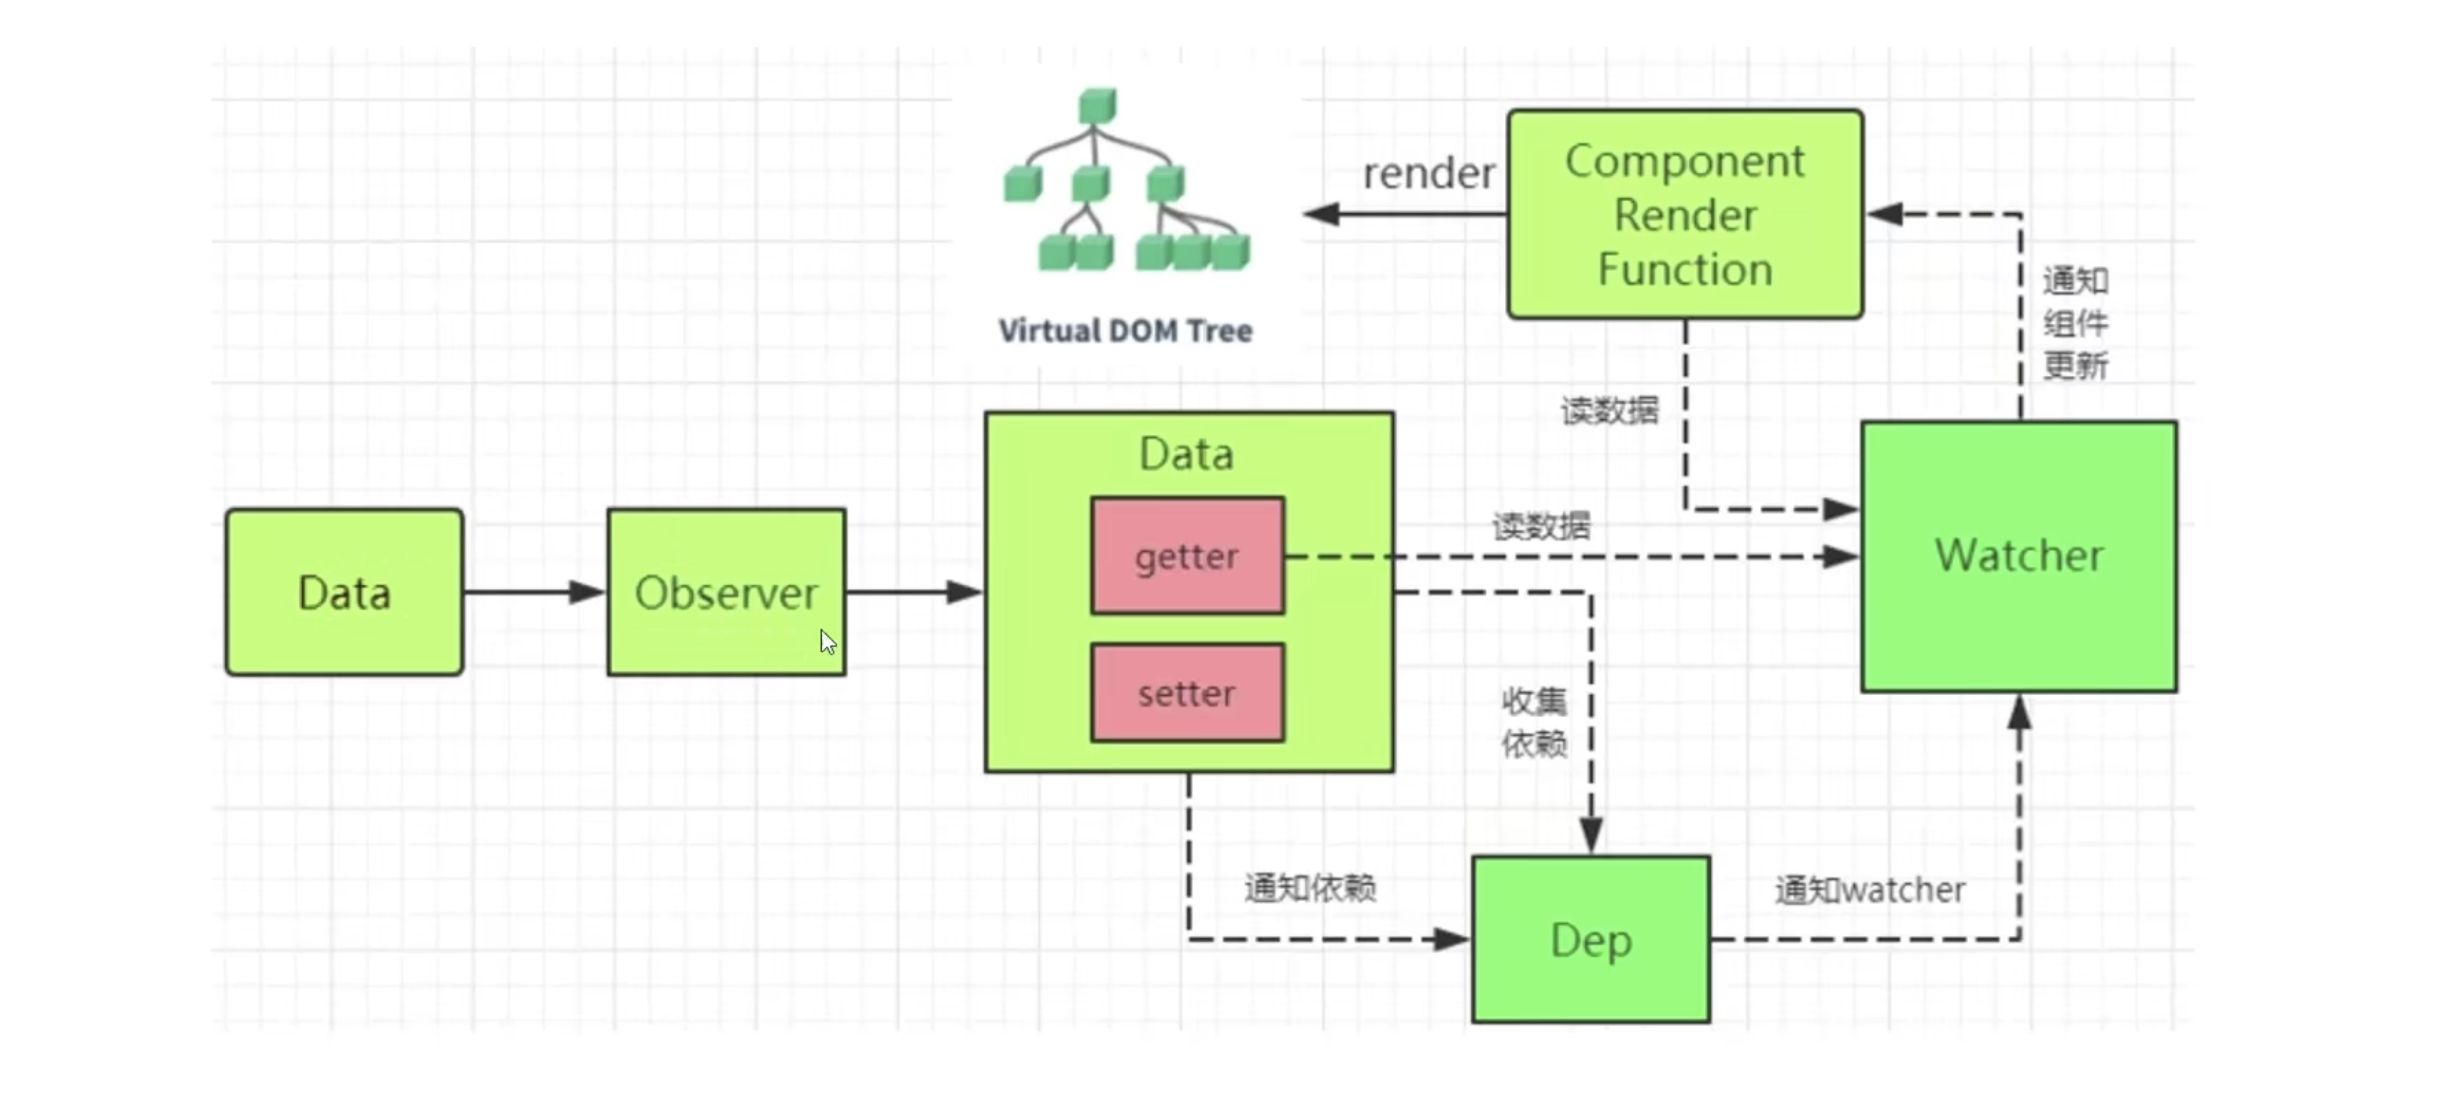 render
Component
Render
Function
Virtual DOM Tree
通知
组件
更新
读数据
Data
Observer
Data
getter
setter
读数据
Watcher
收集
依赖
通知依赖
Dep
通知watcher